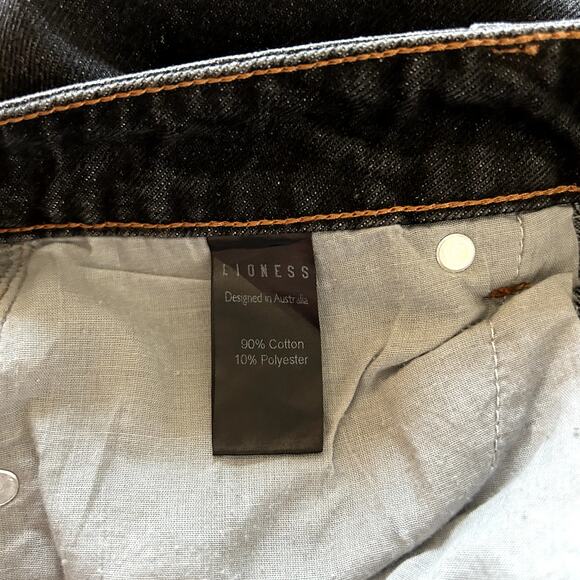 LIONESS
Designed in Australia
90% Cotton
10% Polyester